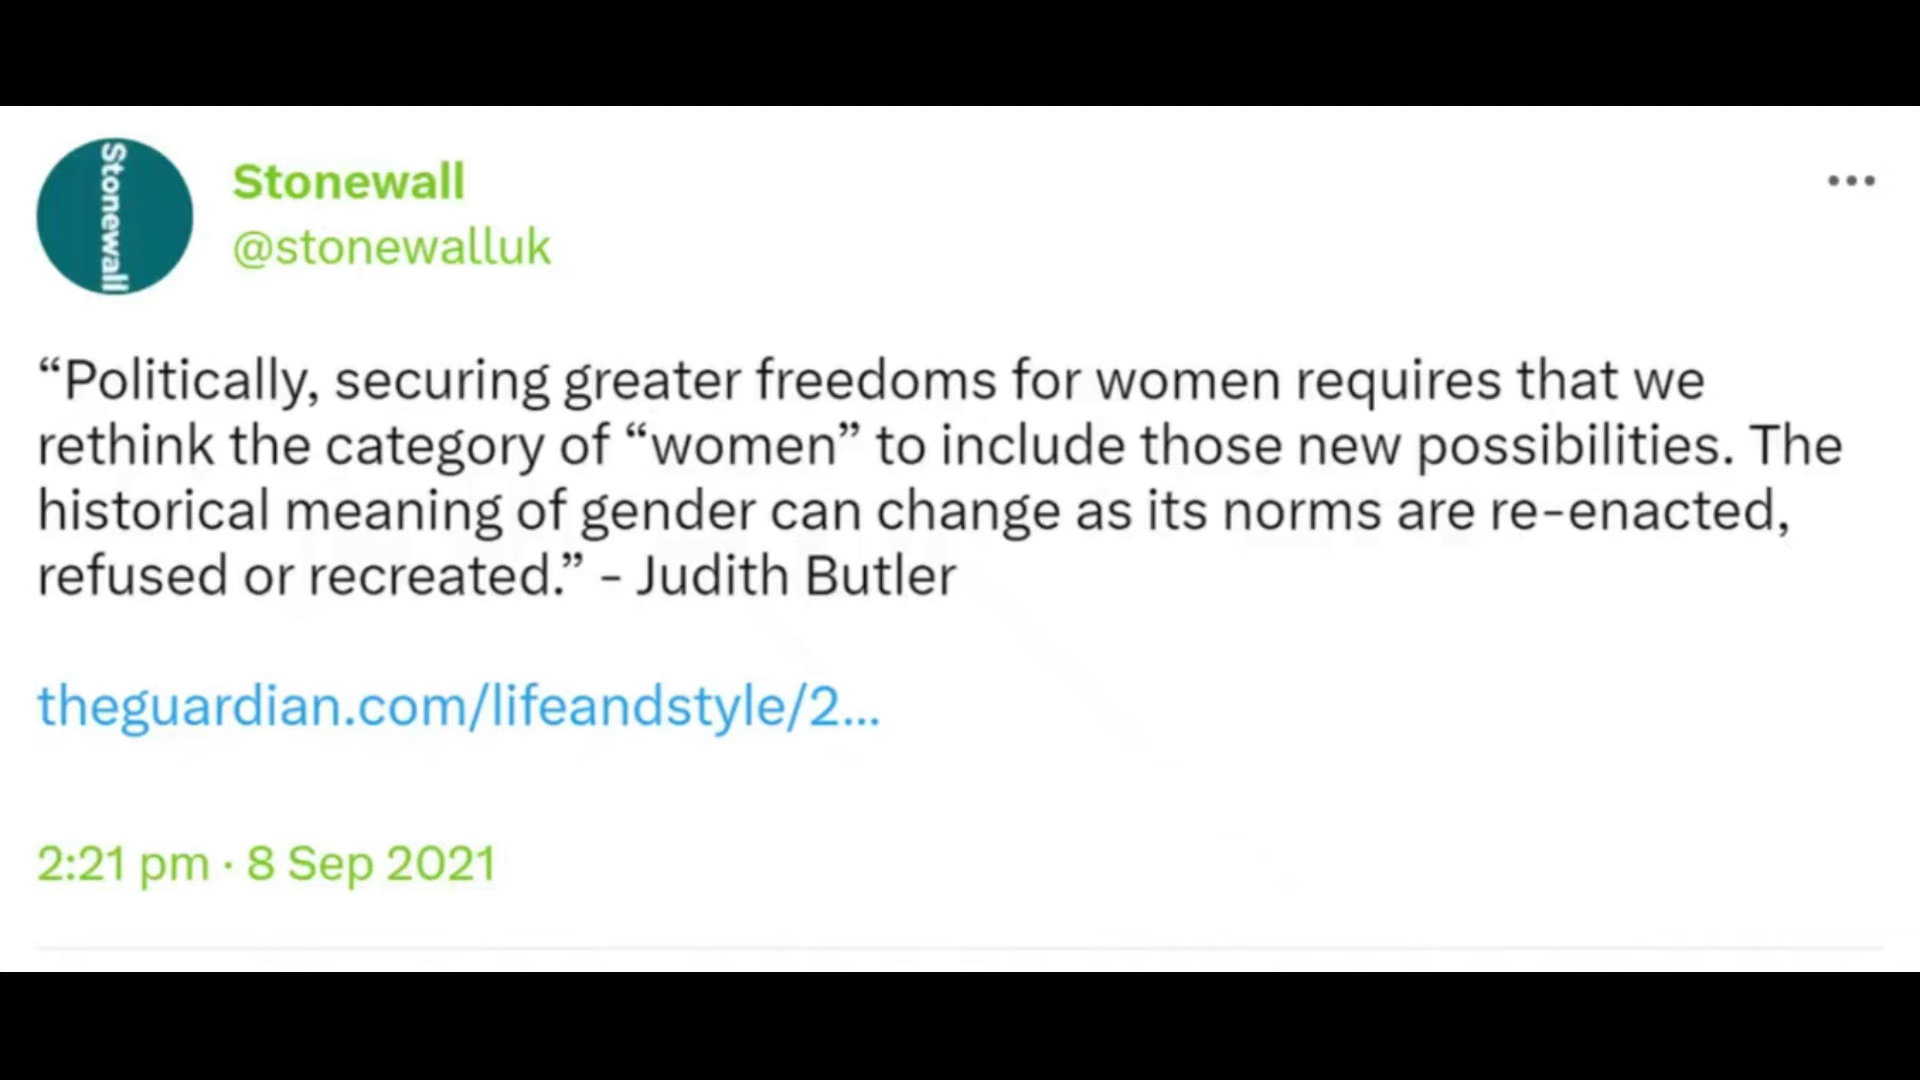 Stonewall
Stonewall
@stonewalluk
“Politically, securing greater freedoms for women requires that we
rethink the category of “women” to include those new possibilities. The
historical meaning of gender can change as its norms are re-enacted,
refused or recreated.” - Judith Butler
theguardian.com/lifeandstyle/2...
2:21 pm · 8 Sep 2021